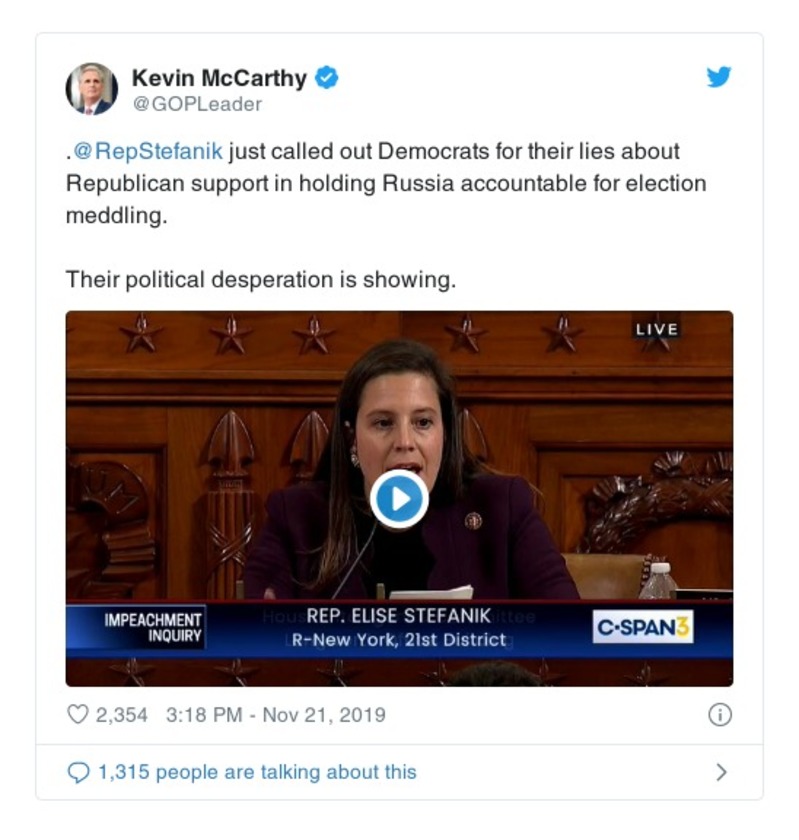 Kevin McCarthy
@GOPLeader
.@RepStefanik just called out Democrats for their lies about
Republican support in holding Russia accountable for election
meddling.
Their political desperation is showing.
LIVE
IMPEACHMENT
INQUIRY
REP. ELISE STEFANIK
R-New York, 21st District
C-SPAN3
2,354 3:18 PM - Nov 21, 2019
1,315 people are talking about this